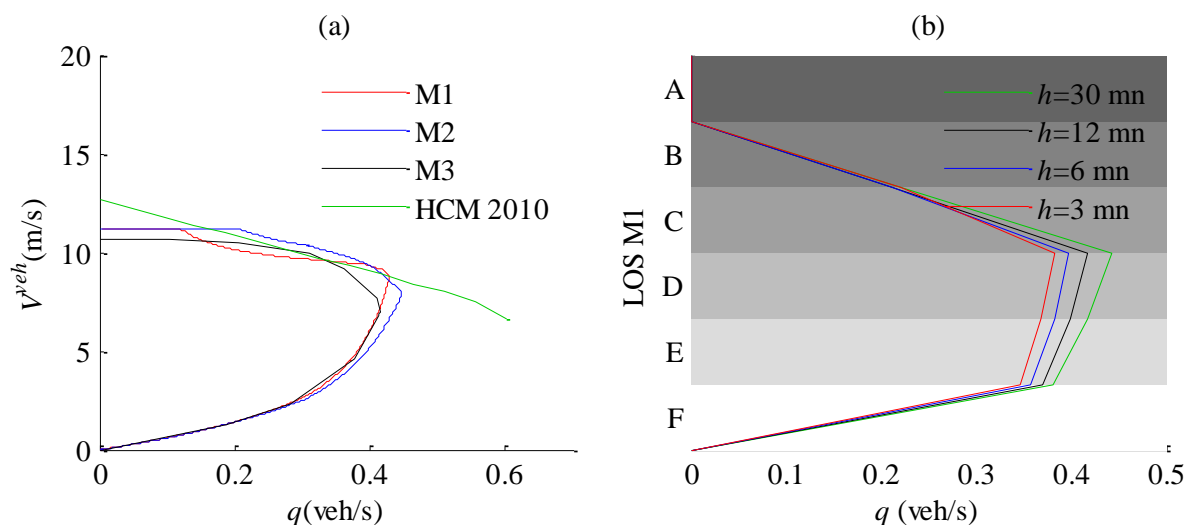 (a)
20
15
10
5
0
V^veh(m/s)
M1
M2
M3
HCM 2010
0 0.2 0.4 0.6
q(veh/s)
(b)
A
B
C
D
E
F
LOS M1
h=30 mn
h=12 mn
h=6 mn
h=3 mn
0 0.1 0.2 0.3 0.4 0.5
q (veh/s)